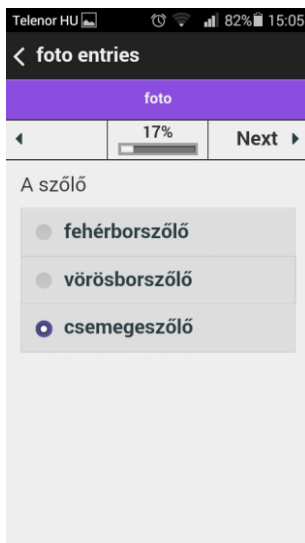 Telenor HU 82% 15:05
foto entries
foto
17% Next
A szőlő
fehérborszőlő
vörösborszőlő
csemegeszőlő